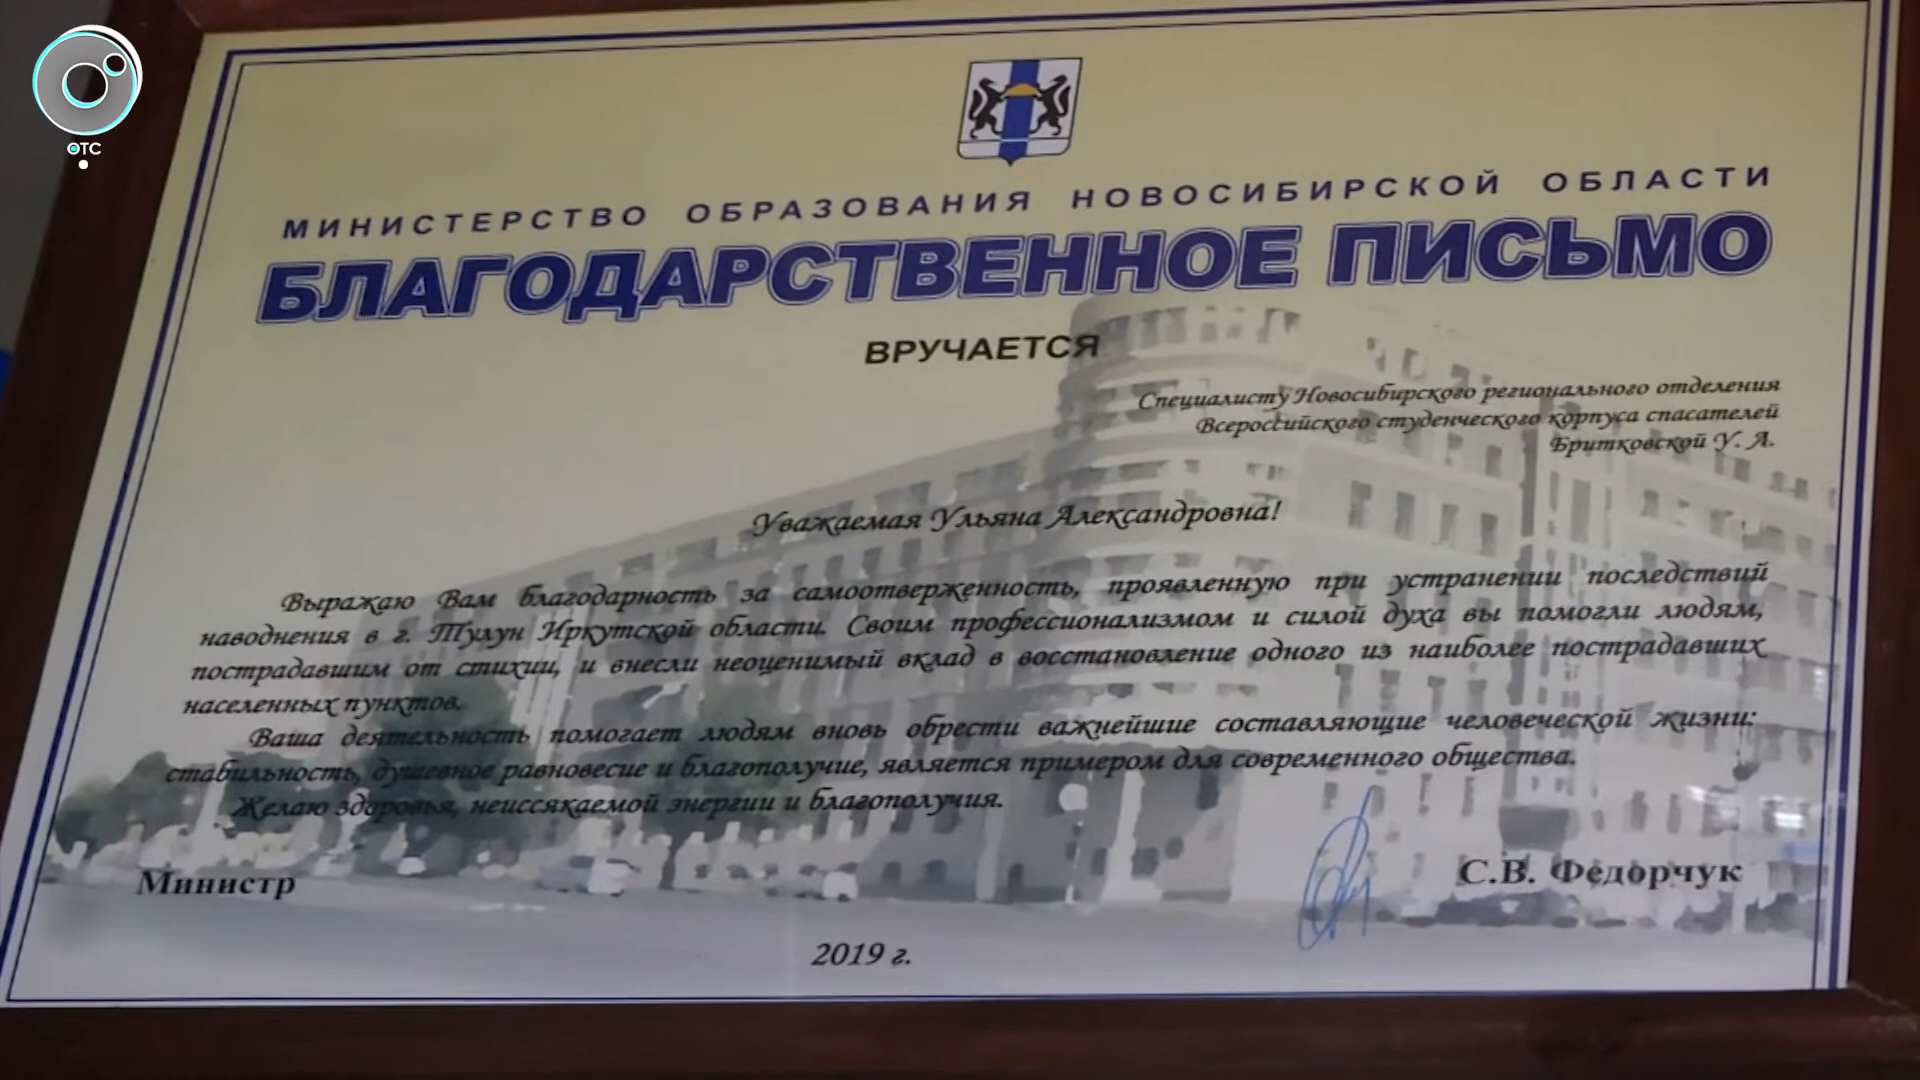 ОТС
МИНИСТЕРСТВО ОБРАЗОВАНИЯ НОВОСИБИРСКОЙ ОБЛАСТИ
БЛАГОДАРСТВЕННОЕ ПИСЬМО
ВРУЧАЕТСЯ
Специалисту Новосибирского регионального отделения
Всероссийского студенческого корпуса спасателей
Бритковской У. А.
Уважаемая Ульяна Александровна!
Выражаю Вам благодарность за самоотверженность, проявленную при устранении последствий
наводнения в г. Тулун Иркутской области. Своим профессионализмом и силой духа вы помогли людям,
пострадавшим от стихии, и внесли неоценимый вклад в восстановление одного из наиболее пострадавших
населенных пунктов.
Ваша деятельность помогает людям вновь обрести важнейшие составляющие человеческой жизни:
стабильность, душевное равновесие и благополучие, является примером для современного общества.
Желаю здоровья, неиссякаемой энергии и благополучия.
Министр
С.В. Федорчук
2019 г.